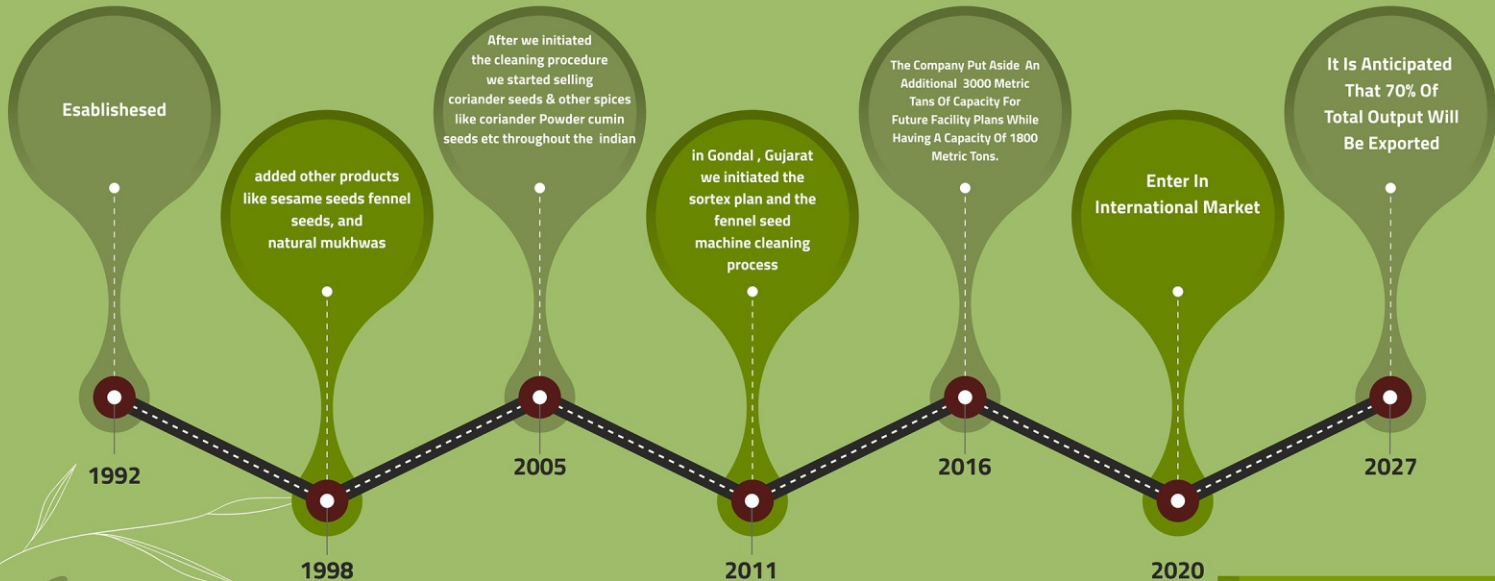 Esablishesed
1992
added other products
like sesame seeds fennel
seeds, and
natural mukhwas
1998
After we initiated
the cleaning procedure
we started selling
coriander seeds & other spices
like coriander Powder cumin
seeds etc throughout the indian
2005
in Gondal , Gujarat
we initiated the
sortex plan and the
fennel seed
machine cleaning
process
2011
The Company Put Aside An
Additional 3000 Metric
Tans Of Capacity For
Future Facility Plans While
Having A Capacity Of 1800
Metric Tons.
2016
Enter In
International Market
2020
It Is Anticipated
That 70% Of
Total Output Will
Be Exported
2027